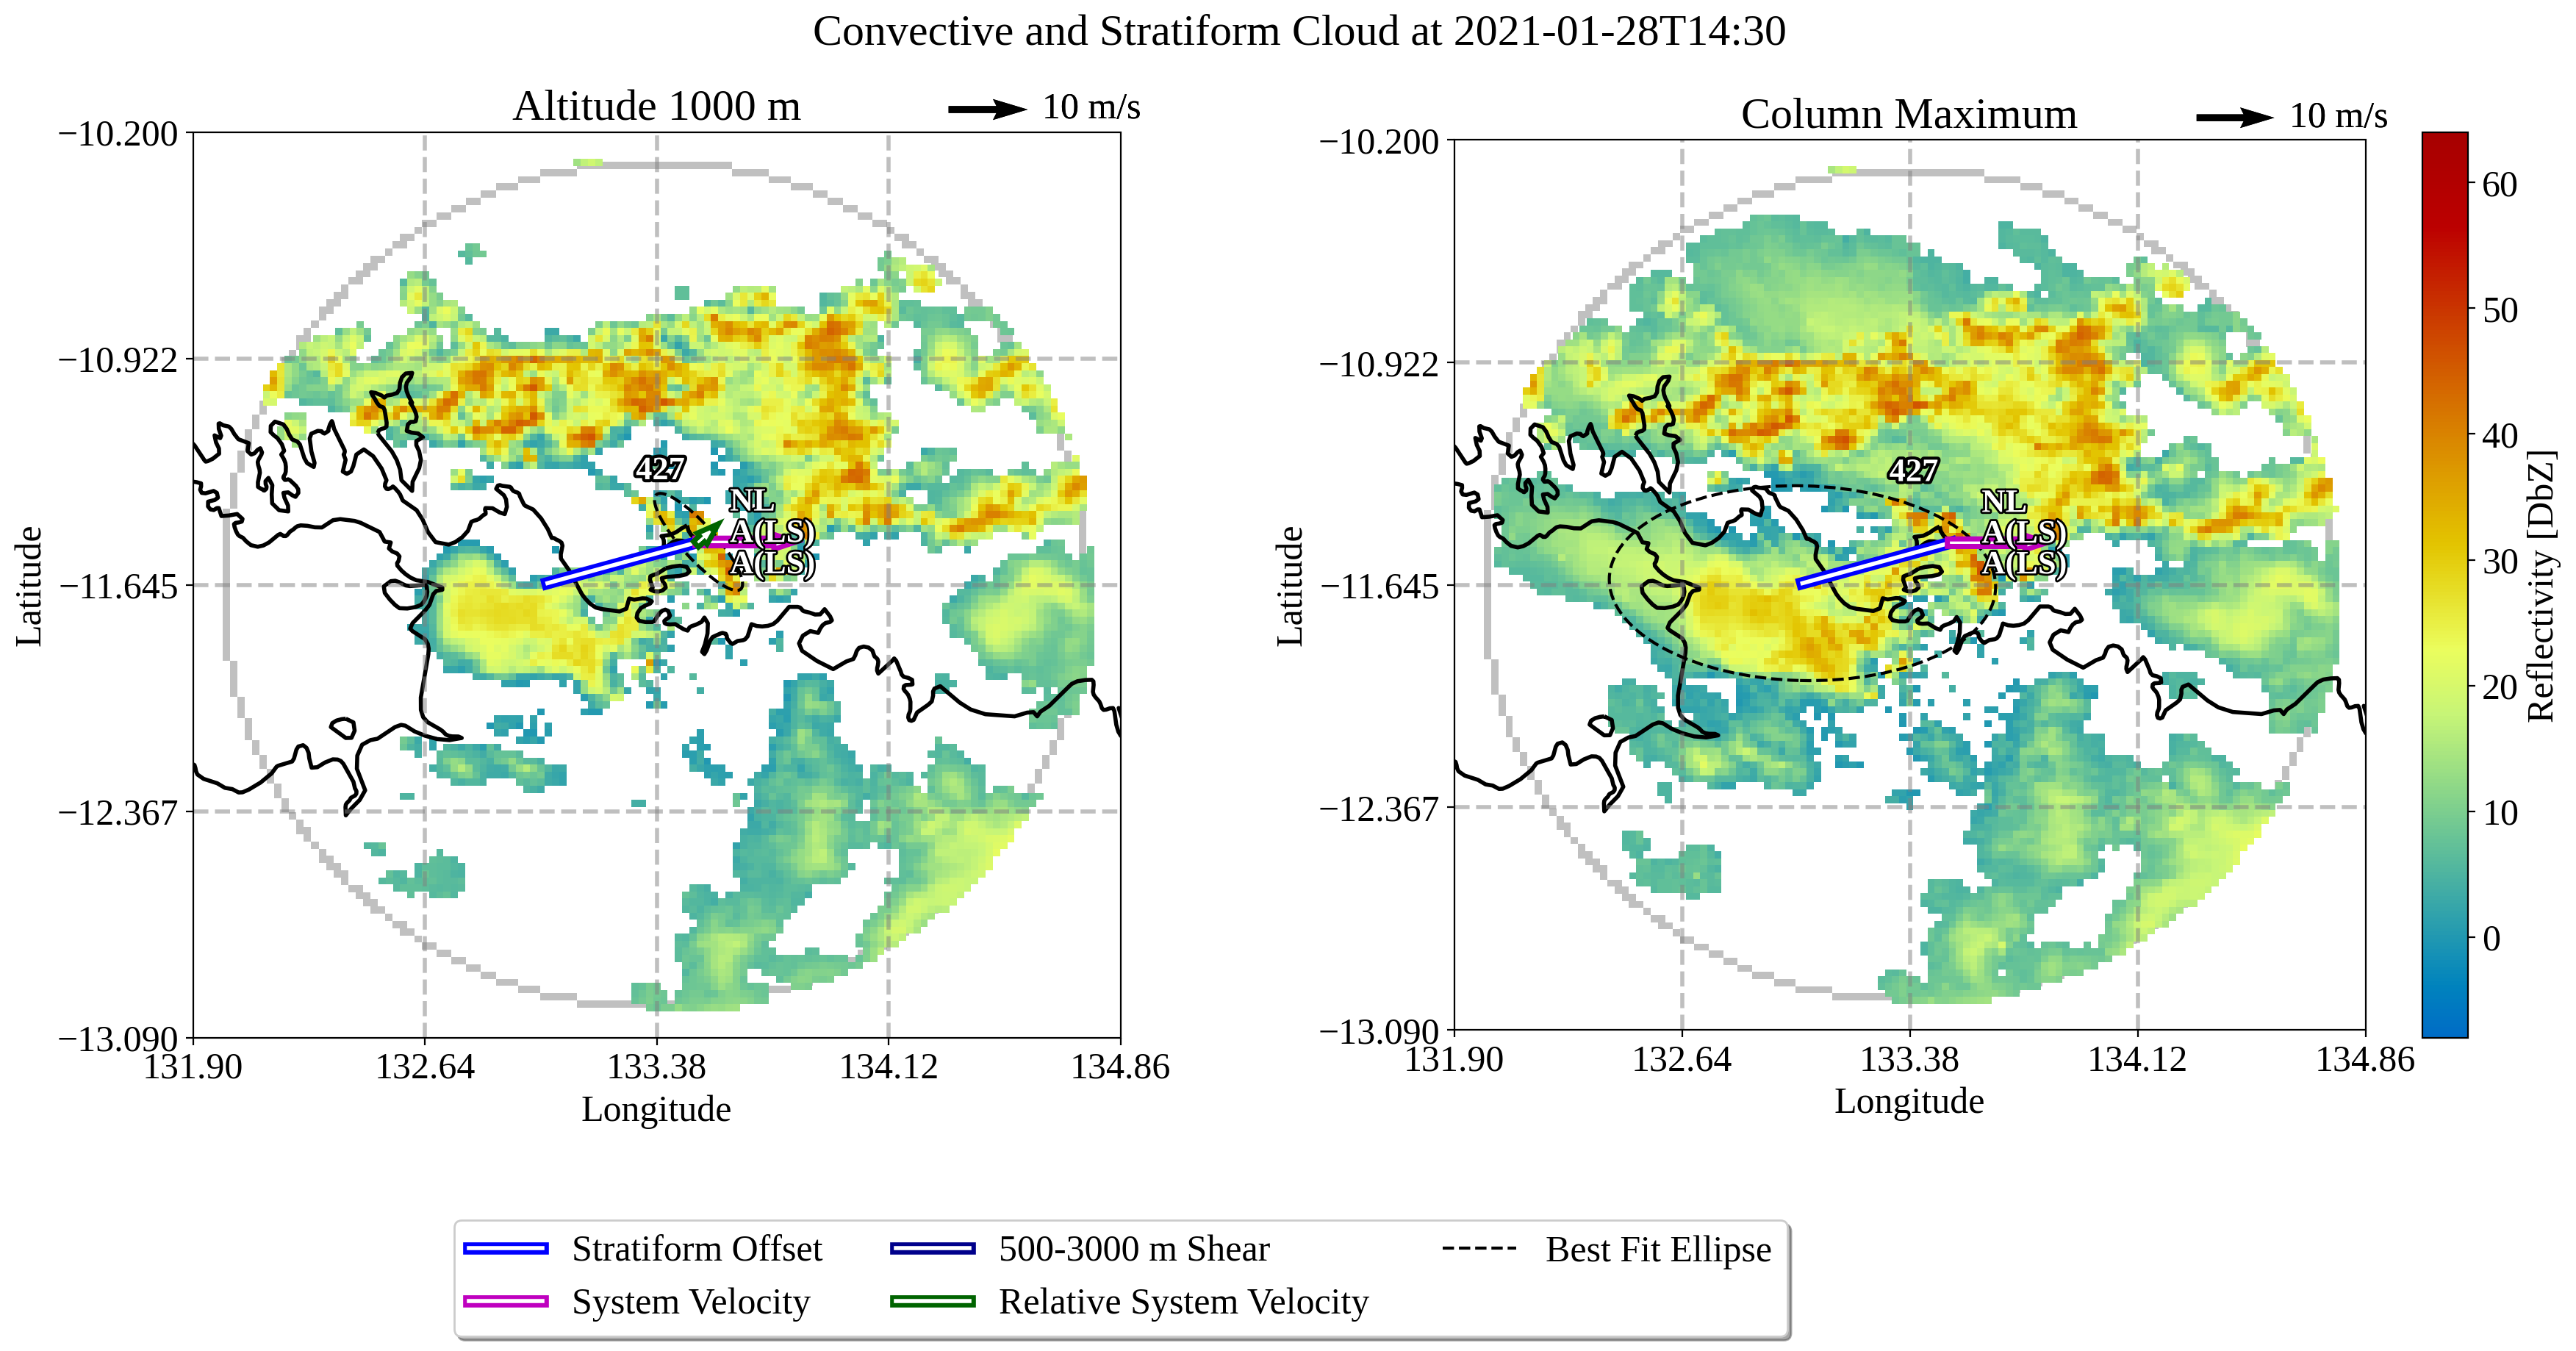 Convective and Stratiform Cloud at 2021-01-28T14:30
Altitude 1000 m
10 m/s
−10.200
−10.922
−11.645
−12.367
−13.090
131.90
132.64
133.38
134.12
134.86
Latitude
Longitude
427
NL
A(LS)
A(LS)
Column Maximum
10 m/s
−10.200
−10.922
−11.645
−12.367
−13.090
131.90
132.64
133.38
134.12
134.86
Latitude
Longitude
427
NL
A(LS)
A(LS)
60
50
40
30
20
10
0
Reflectivity [DbZ]
Stratiform Offset
System Velocity
500-3000 m Shear
Relative System Velocity
Best Fit Ellipse